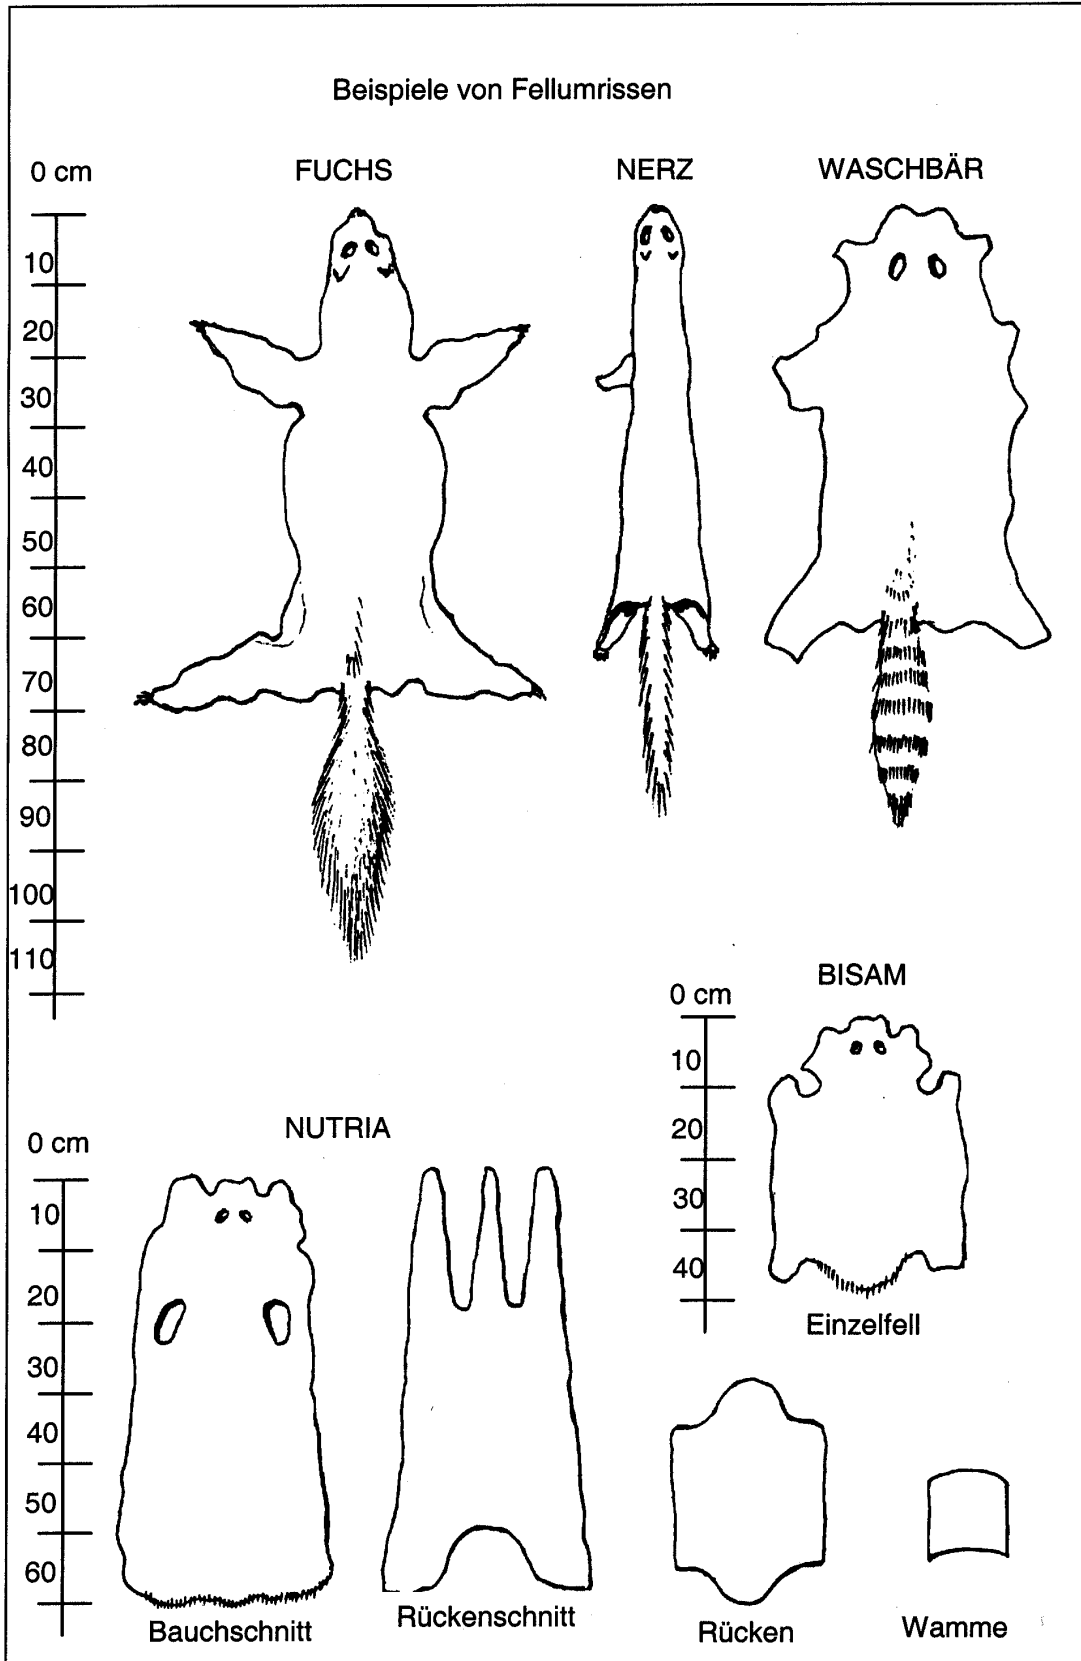 Beispiele von Fellumrissen
0 cm
FUCHS
NERZ
WASCHBÄR
10
20
30
40
50
60
70
80
90
100
110
BISAM
0 cm
10
20
30
40
Einzelfell
NUTRIA
0 cm
10
20
30
40
50
60
Bauchschnitt
Rückenschnitt
Rücken
Wamme